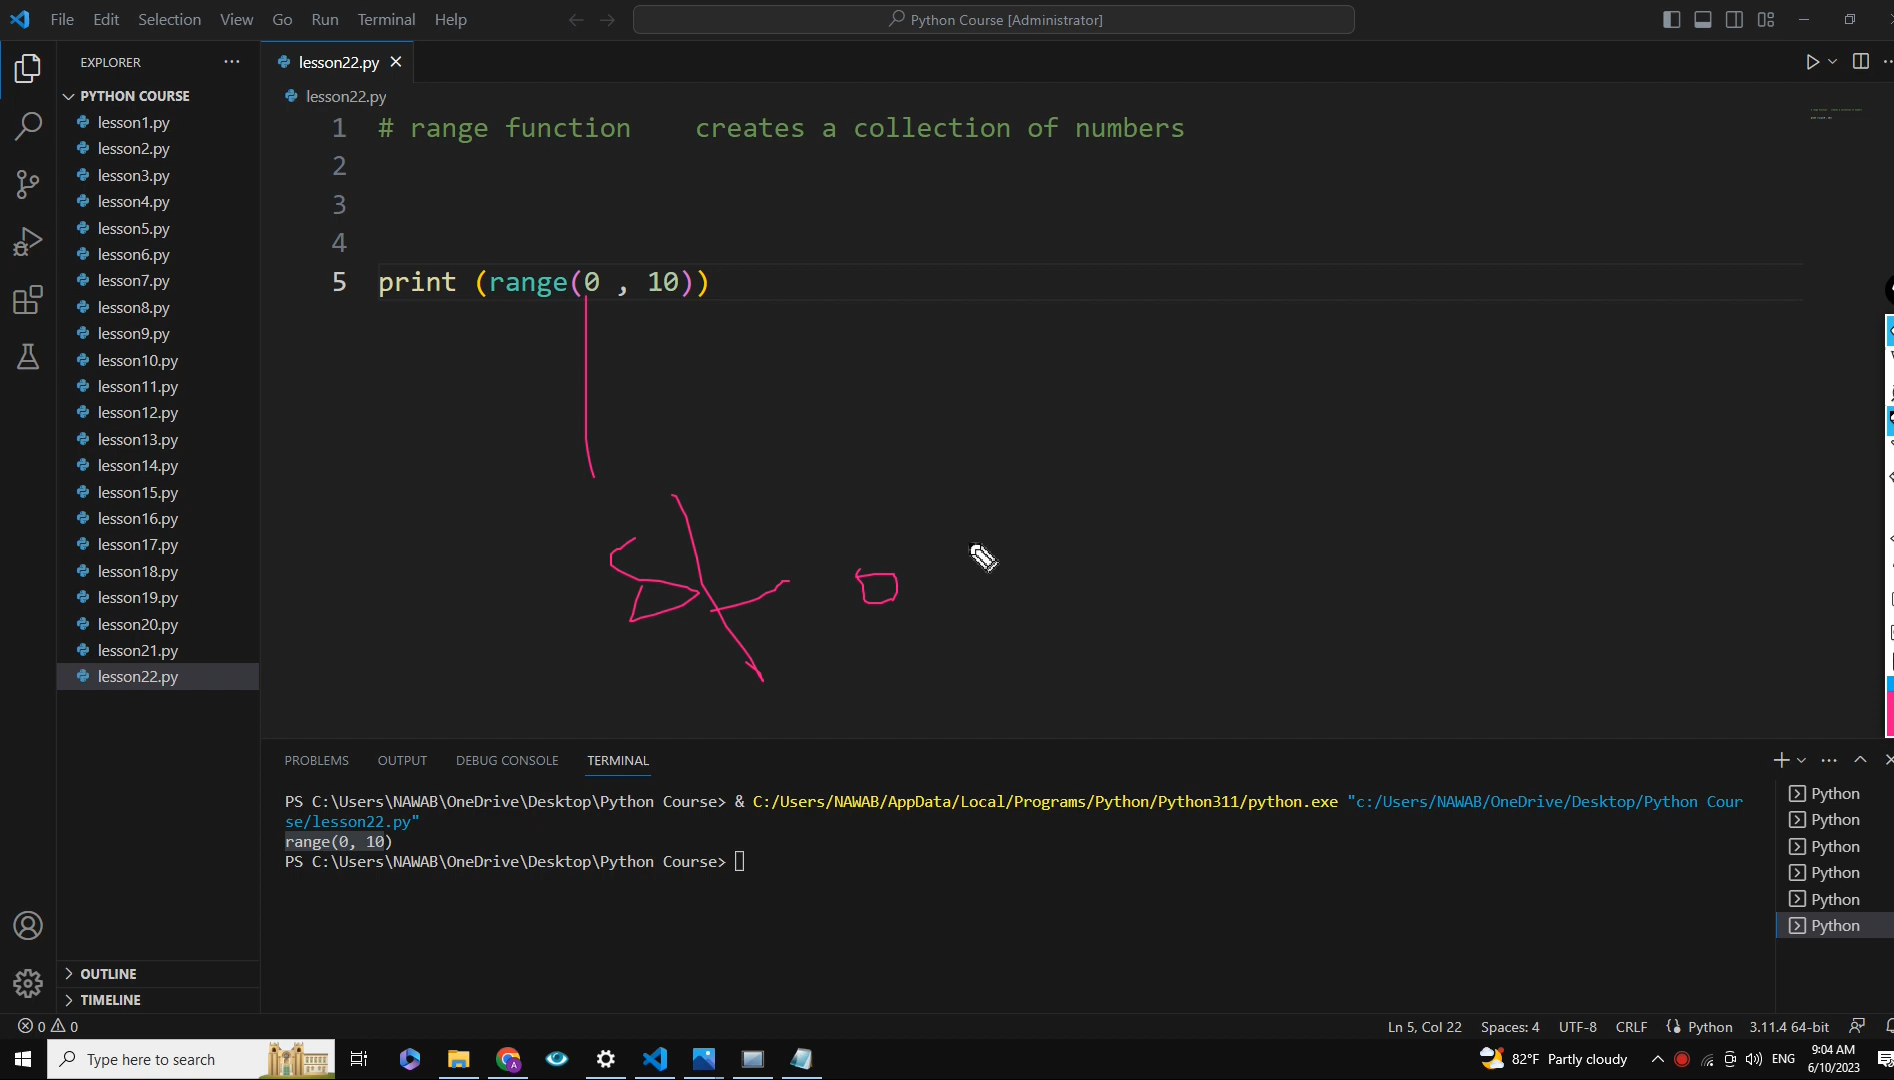 File Edit Selection View Go Run Terminal Help
Python Course [Administrator]
EXPLORER
lesson22.py
PYTHON COURSE
lesson22.py
lesson1.py
lesson2.py
lesson3.py
lesson4.py
lesson5.py
lesson6.py
lesson7.py
lesson8.py
lesson9.py
lesson10.py
lesson11.py
lesson12.py
lesson13.py
lesson14.py
lesson15.py
lesson16.py
lesson17.py
lesson18.py
lesson19.py
lesson20.py
lesson21.py
lesson22.py
1 # range function creates a collection of numbers
2
3
4
5 print (range(0 , 10))
PROBLEMS OUTPUT DEBUG CONSOLE TERMINAL
PS C:\Users\NAWAB\OneDrive\Desktop\Python Course> & C:/Users/NAWAB/AppData/Local/Programs/Python/Python311/python.exe "c:/Users/NAWAB/OneDrive/Desktop/Python Cour
se/lesson22.py"
range(0, 10)
PS C:\Users\NAWAB\OneDrive\Desktop\Python Course>
Python
Python
Python
Python
Python
Python
OUTLINE
TIMELINE
0 0
Ln 5, Col 22 Spaces: 4 UTF-8 CRLF Python 3.11.4 64-bit
Type here to search
82°F Partly cloudy
ENG
9:04 AM
6/10/2023